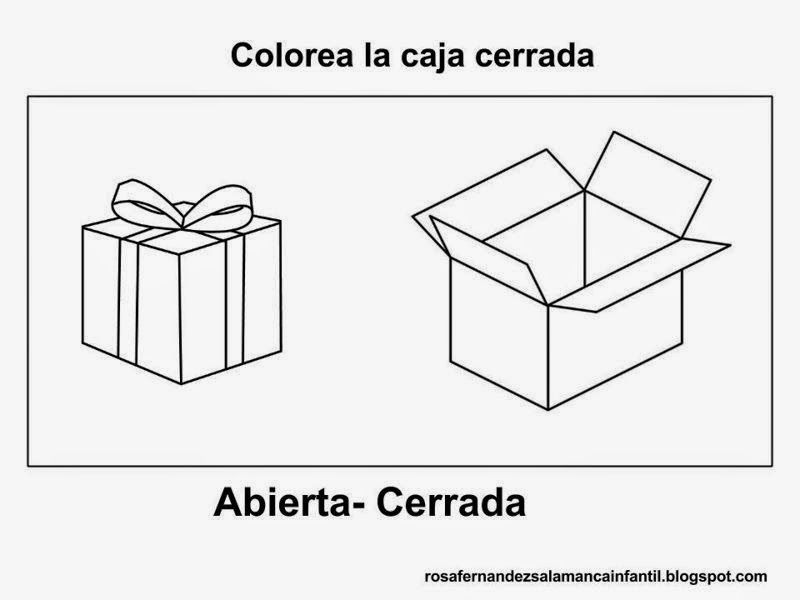 Colorea la caja cerrada
Abierta- Cerrada
rosafernandezsalamancainfantil.blogspot.com